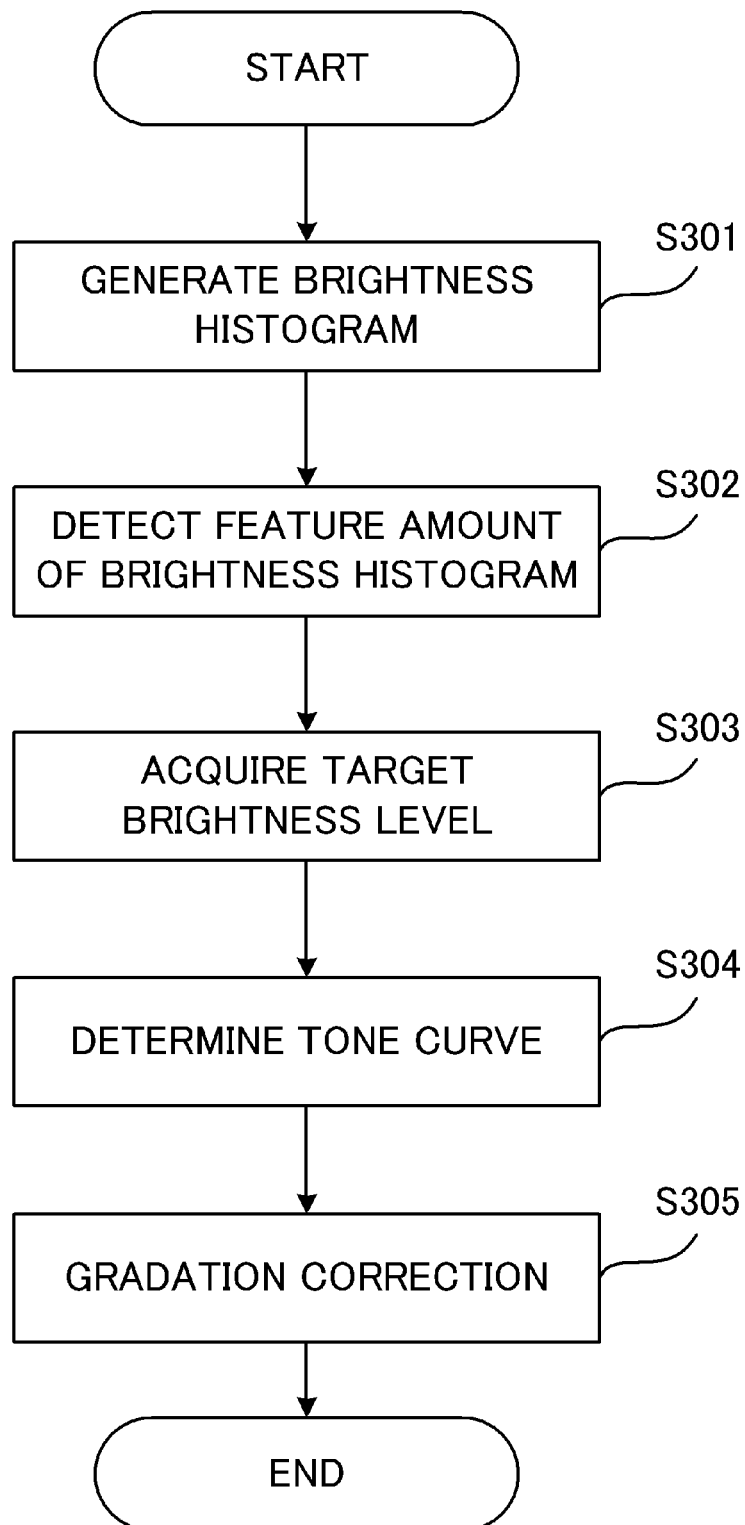 START
S301
GENERATE BRIGHTNESS
HISTOGRAM
S302
DETECT FEATURE AMOUNT
OF BRIGHTNESS HISTOGRAM
S303
ACQUIRE TARGET
BRIGHTNESS LEVEL
S304
DETERMINE TONE CURVE
S305
GRADATION CORRECTION
END